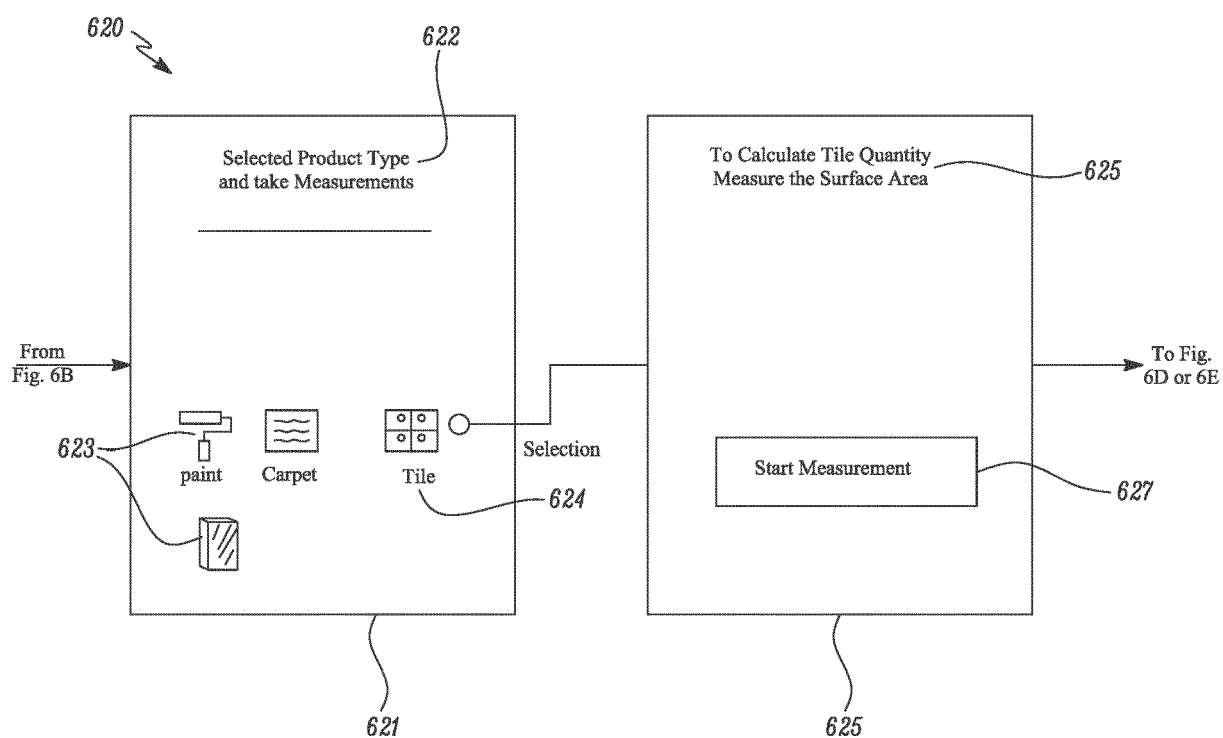 620
622
Selected Product Type
and take Measurements
To Calculate Tile Quantity
Measure the Surface Area
625
From
Fig. 6B
To Fig.
6D or 6E
623
paint
Carpet
Tile
Selection
624
Start Measurement
627
621
625